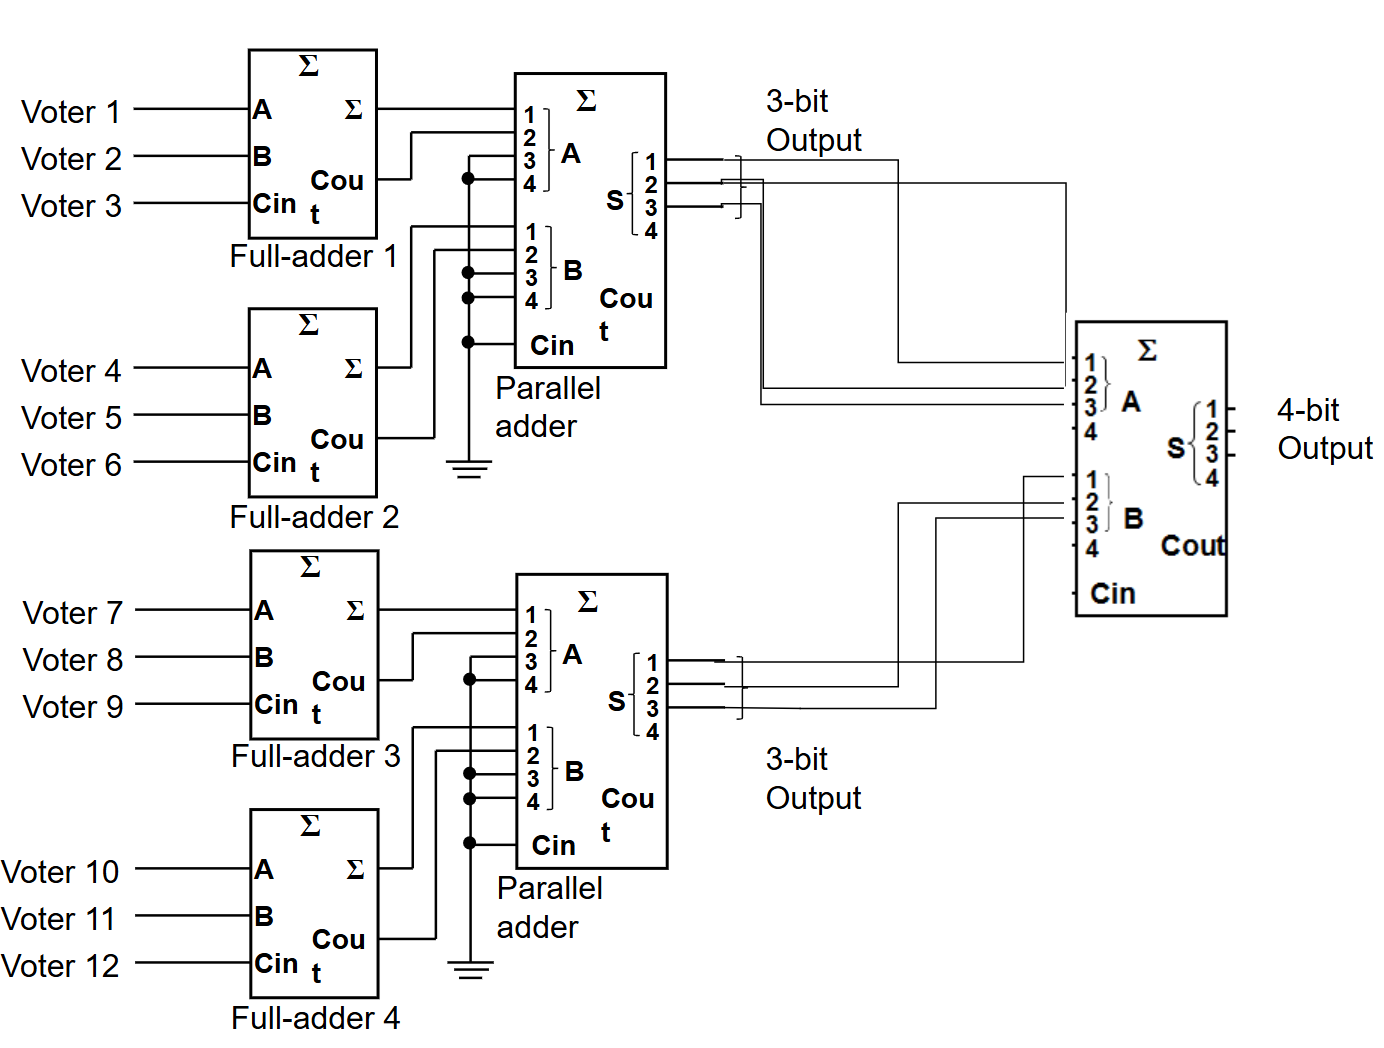 Σ
Voter 1
A
Σ
Voter 2
B
Cou
t
Voter 3
Cin
Full-adder 1
Σ
Voter 4
A
Σ
Voter 5
B
Cou
t
Voter 6
Cin
Full-adder 2
Σ
1
2
3
4
A
1
2
3
4
B
Cin
S
1
2
3
4
Cou
t
Parallel
adder
3-bit
Output
Σ
Voter 7
A
Σ
Voter 8
B
Cou
t
Voter 9
Cin
Full-adder 3
Σ
Voter 10
A
Σ
Voter 11
B
Cou
t
Voter 12
Cin
Full-adder 4
Σ
1
2
3
4
A
1
2
3
4
B
Cin
S
1
2
3
4
Cou
t
Parallel
adder
3-bit
Output
Σ
1
2
3
4
A
1
2
3
4
B
Cin
S
1
2
3
4
Cout
4-bit
Output